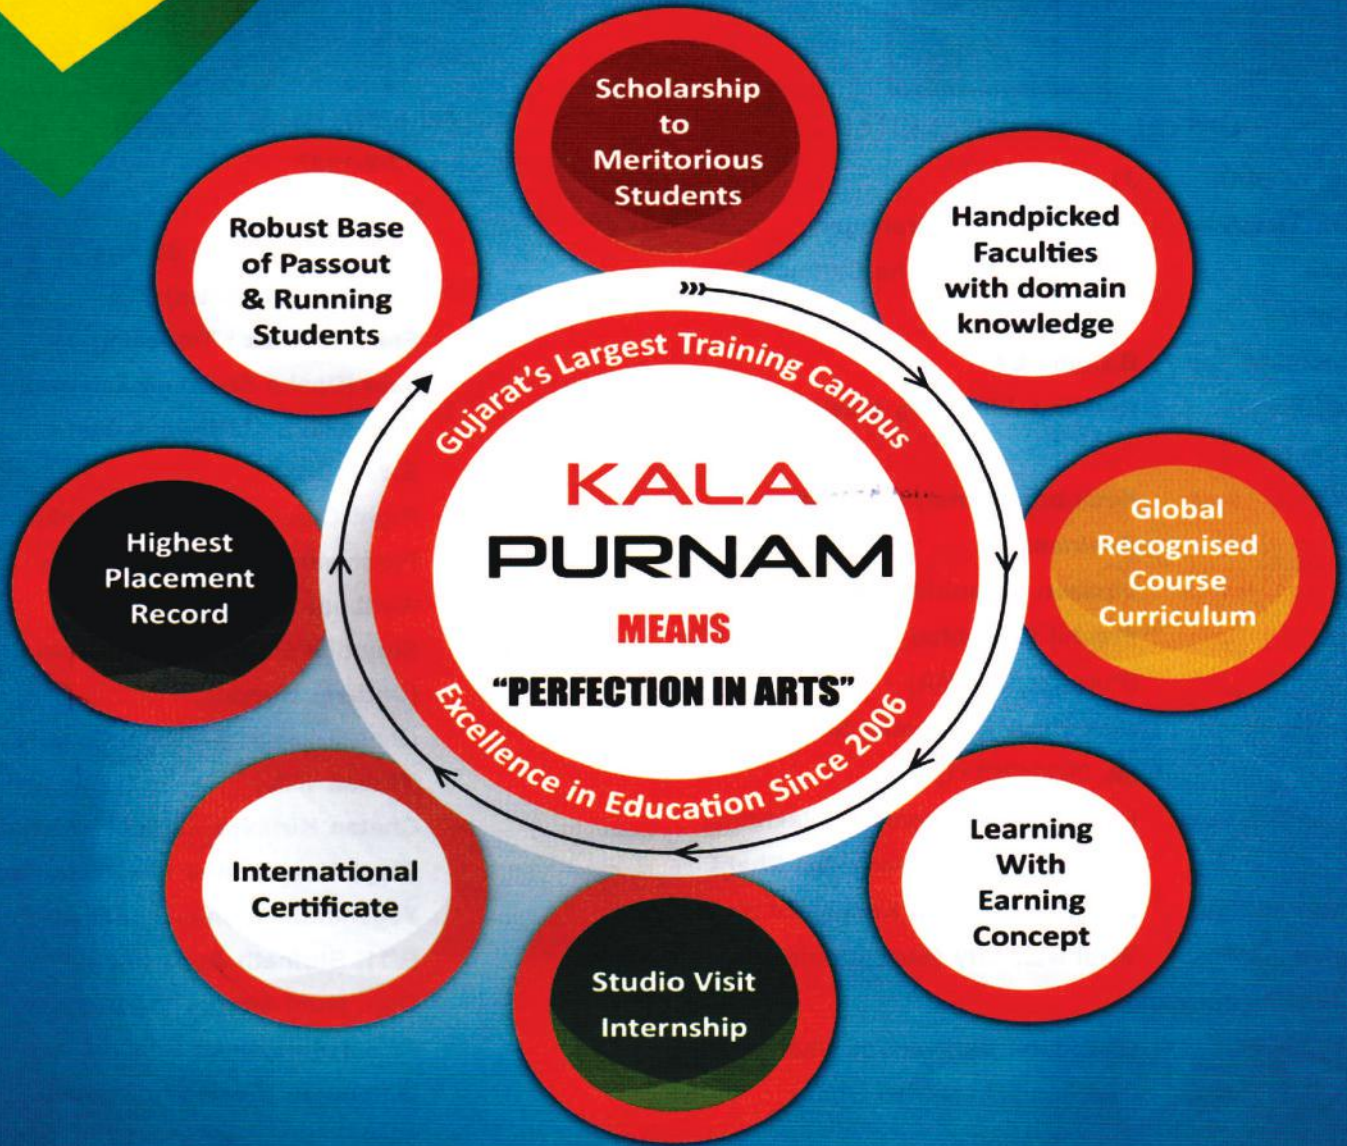 Scholarship
to
Meritorious
Students
Handpicked
Faculties
with domain
knowledge
Global
Recognised
Course
Curriculum
Learning
With
Earning
Concept
Studio Visit
Internship
International
Certificate
Highest
Placement
Record
Robust Base
of Passout
& Running
Students
Gujarat's Largest Training Campus
KALA
PURNAM
MEANS
“PERFECTION IN ARTS”
Excellence in Education Since 2006